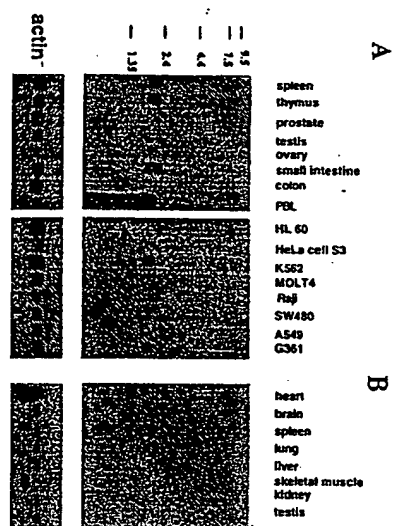 A
9.5
7.5
4.4
2.4
1.35
actin
spleen
thymus
prostate
testis
ovary
small intestine
colon
PBL
HL 60
HeLa cell S3
K562
MOLT4
Raji
SW480
A549
G361
B
heart
brain
spleen
lung
liver
skeletal muscle
kidney
testis